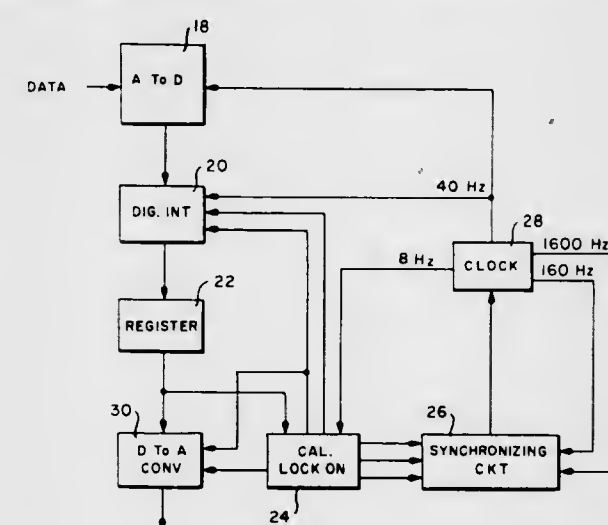 18
A To D
DATA
20
40 Hz
DIG. INT
28
1600 Hz
8 Hz
CLOCK
160 Hz
22
REGISTER
30
26
D To A
CONV
CAL.
LOCK ON
SYNCHRONIZING
CKT
24